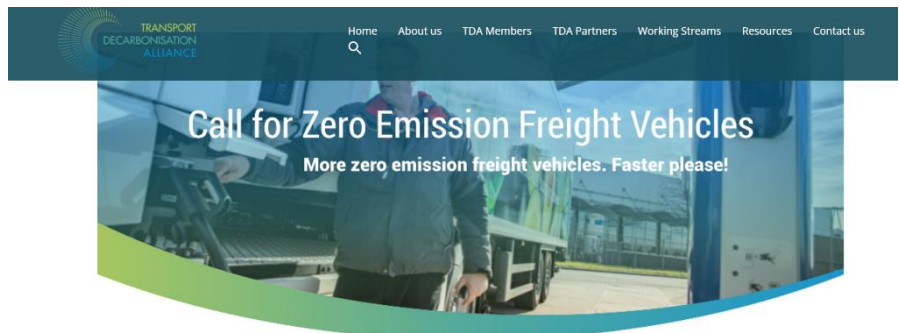 TRANSPORT
DECARBONISATION
ALLIANCE
Home About us TDA Members TDA Partners Working Streams Resources Contact us
Call for Zero Emission Freight Vehicles
More zero emission freight vehicles. Faster please!